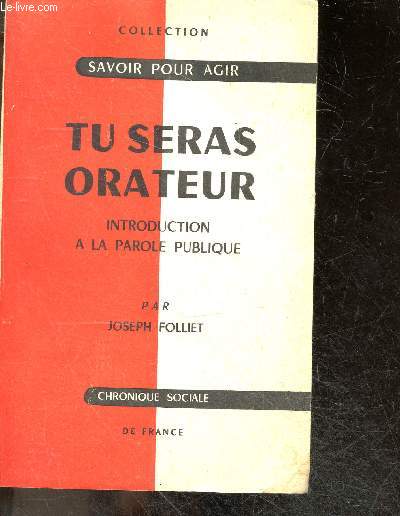 Le-livre.com
COLLECTION
SAVOIR POUR AGIR
TU SERAS
ORATEUR
INTRODUCTION
A LA PAROLE PUBLIQUE
PAR
JOSEPH FOLLIET
CHRONIQUE SOCIALE
DE FRANCE